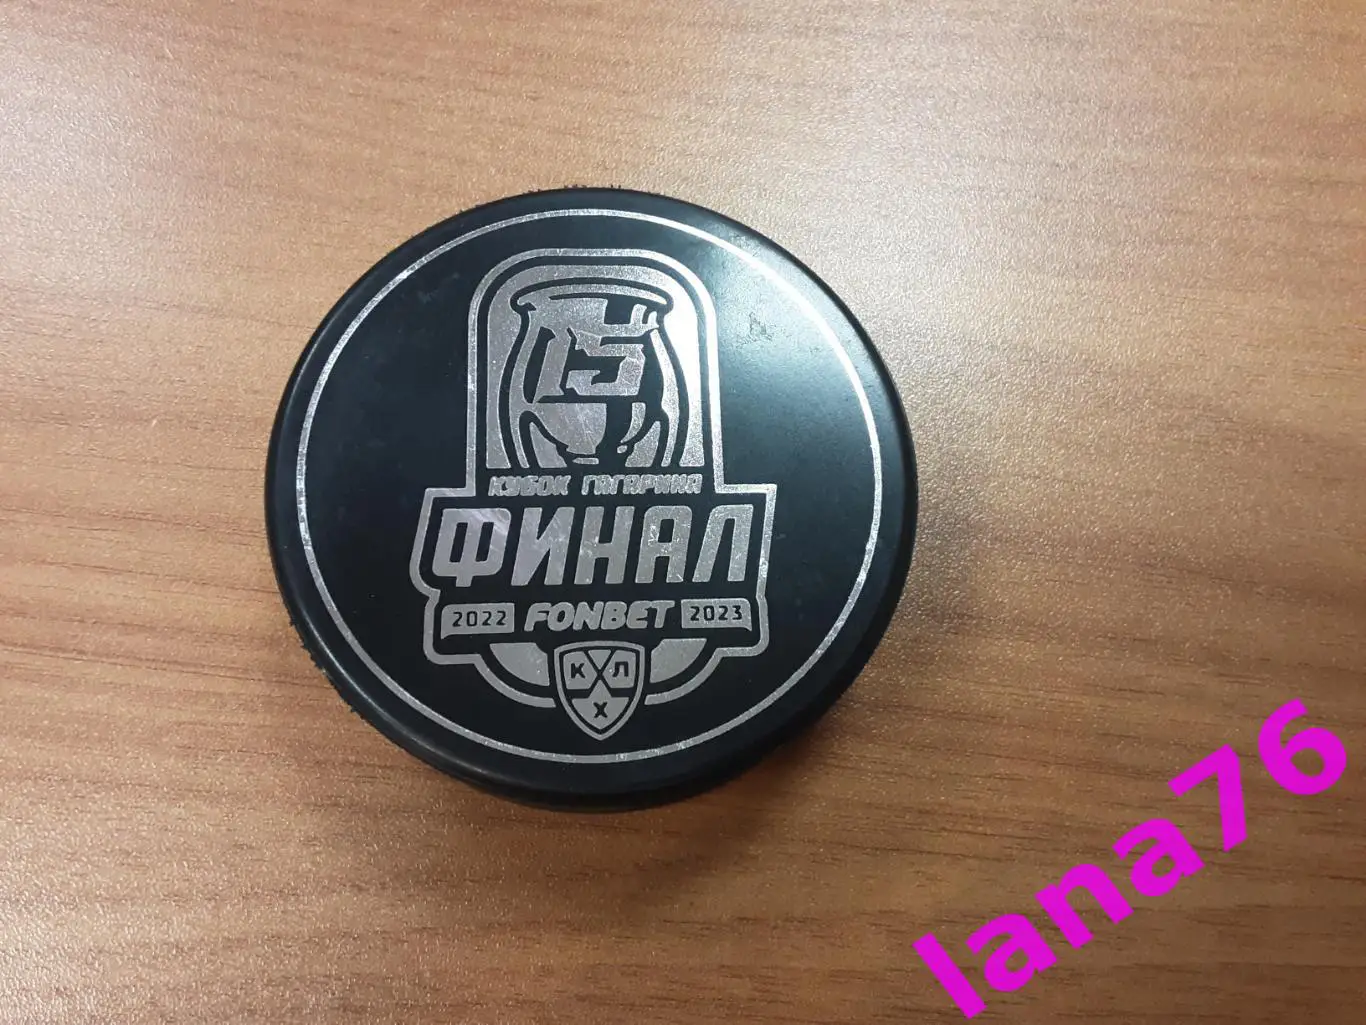 15
КУБОК ГАГАРИНА
ФИНАЛ
2022 FONBET 2023
КХЛ
lana76